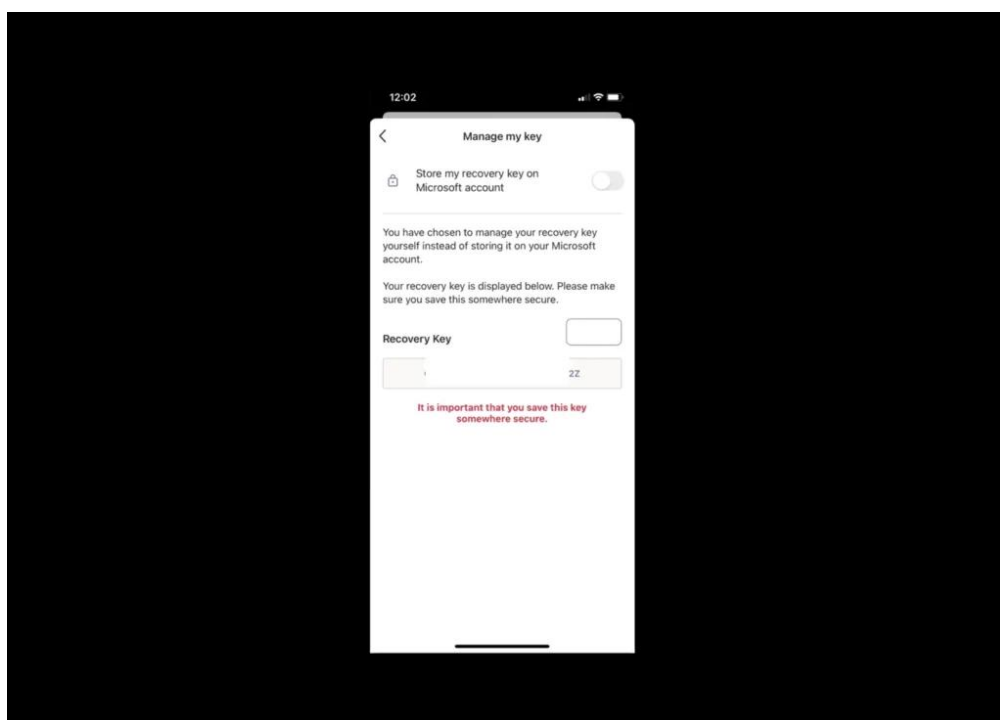 12:02
Manage my key
Store my recovery key on
Microsoft account
You have chosen to manage your recovery key
yourself instead of storing it on your Microsoft
account.
Your recovery key is displayed below. Please make
sure you save this somewhere secure.
Recovery Key
2Z
It is important that you save this key
somewhere secure.